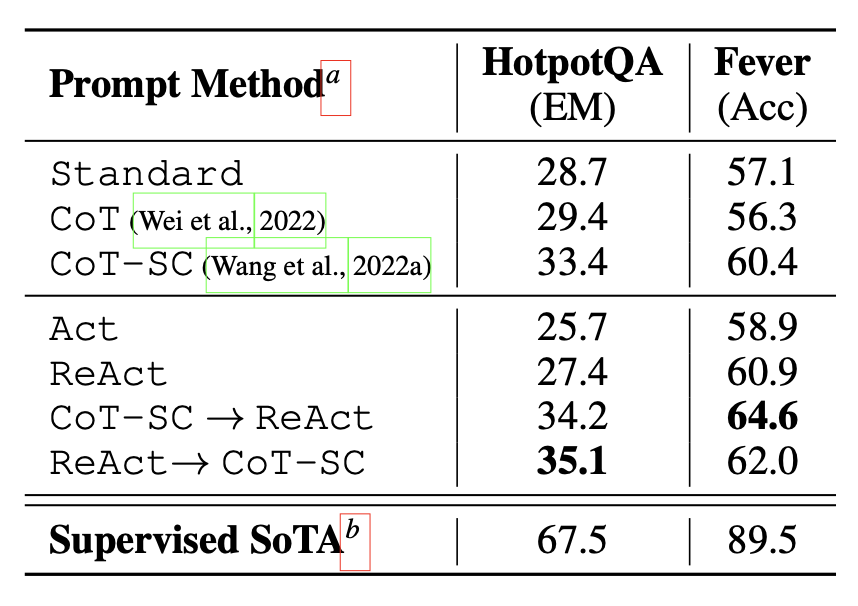 Prompt Method^a HotpotQA (EM) Fever (Acc)
Standard 28.7 57.1
CoT (Wei et al., 2022) 29.4 56.3
CoT-SC (Wang et al., 2022a) 33.4 60.4
Act 25.7 58.9
ReAct 27.4 60.9
CoT-SC → ReAct 34.2 64.6
ReAct → CoT-SC 35.1 62.0
Supervised SoTA^b 67.5 89.5